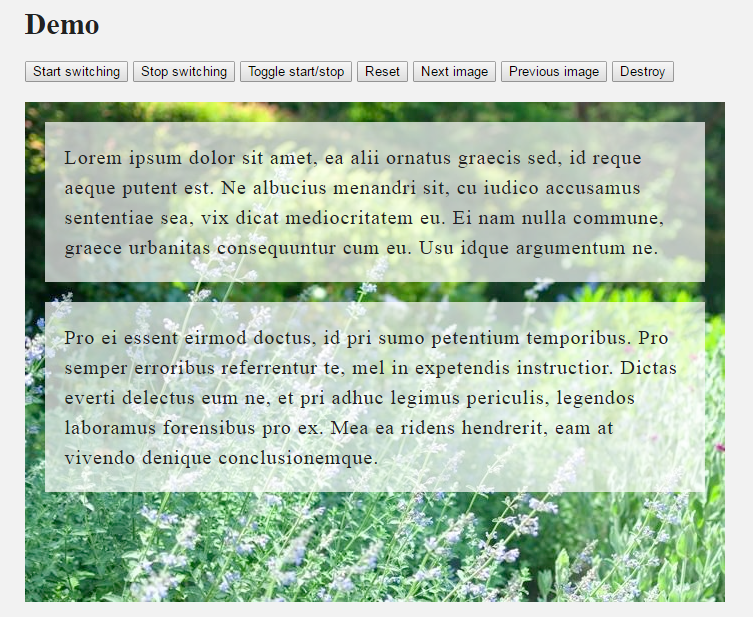 Demo
Start switching Stop switching Toggle start/stop Reset Next image Previous image Destroy
Lorem ipsum dolor sit amet, ea alii ornatus graecis sed, id reque
aeque putent est. Ne albucius menandri sit, cu iudico accusamus
sententiae sea, vix dicat mediocritatem eu. Ei nam nulla commune,
graece urbanitas consequuntur cum eu. Usu idque argumentum ne.
Pro ei essent eirmod doctus, id pri sumo petentium temporibus. Pro
semper erroribus referrentur te, mel in expetendis instructior. Dictas
everti delectus eum ne, et pri adhuc legimus periculis, legendos
laboramus forensibus pro ex. Mea ea ridens hendrerit, eam at
vivendo denique conclusionemque.